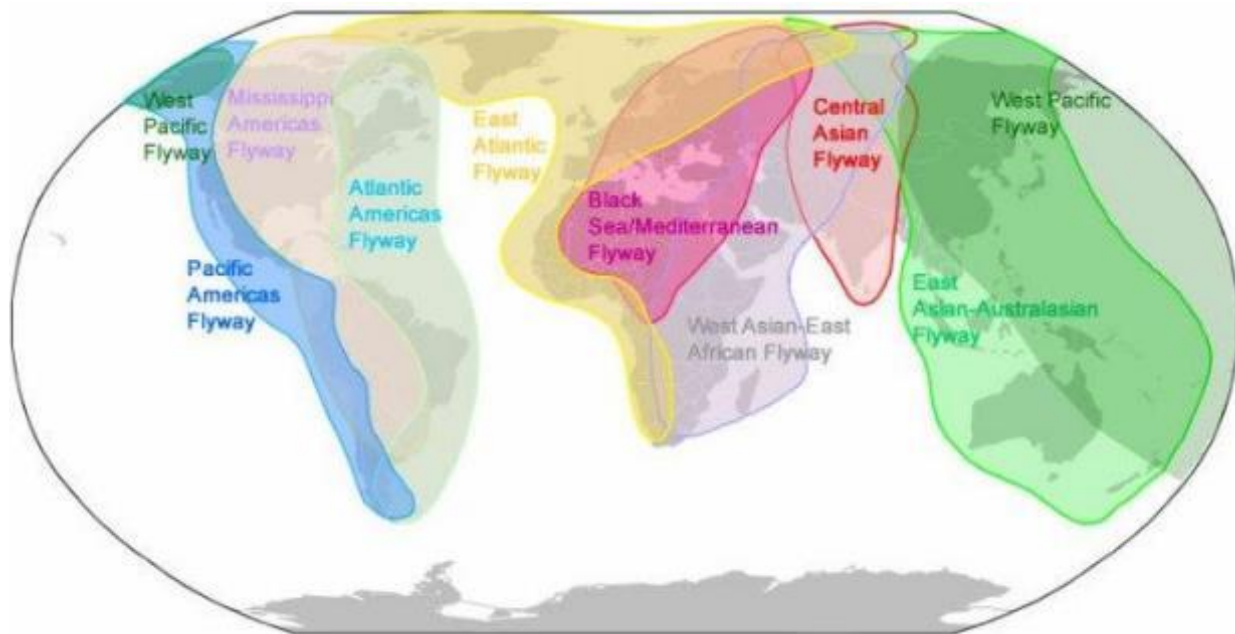 West
Pacific
Flyway
Mississippi
Americas
Flyway
East
Atlantic
Flyway
Central
Asian
Flyway
West Pacific
Flyway
Atlantic
Americas
Flyway
Black
Sea/Mediterranean
Flyway
Pacific
Americas
Flyway
East
Asian-Australasian
Flyway
West Asian-East
African Flyway